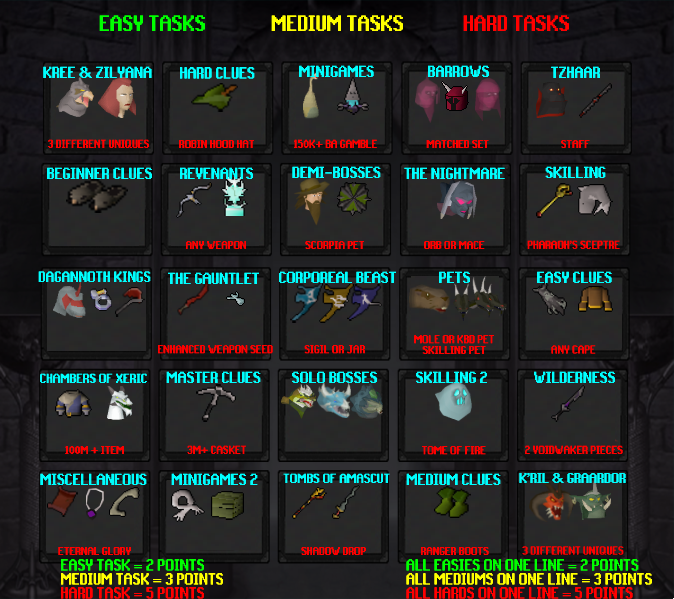 EASY TASKS MEDIUM TASKS HARD TASKS
KREE & ZILYANA HARD CLUES MINIGAMES BARROWS TZHAAR
3 DIFFERENT UNIQUES ROBIN HOOD HAT 150K+ BA GAMBLE MATCHED SET STAFF
BEGINNER CLUES REVENANTS DEMI-BOSSES THE NIGHTMARE SKILLING
ANY WEAPON SCORPIA PET ORB OR MACE PHARAOH'S SCEPTRE
DAGANNOTH KINGS THE GAUNTLET CORPOREAL BEAST PETS EASY CLUES
ENHANCED WEAPON SEED SIGIL OR JAR MOLE OR KBD PET ANY CAPE
SKILLING PET
CHAMBERS OF XERIC MASTER CLUES SOLO BOSSES SKILLING 2 WILDERNESS
100M + ITEM 3M+ CASKET TOME OF FIRE 2 VOIDWAKER PIECES
MISCELLANEOUS MINIGAMES 2 TOMBS OF AMASCUT MEDIUM CLUES K'RIL & GRAARDOR
ETERNAL GLORY SHADOW DROP RANGER BOOTS 3 DIFFERENT UNIQUES
EASY TASK = 2 POINTS ALL EASIES ON ONE LINE = 2 POINTS
MEDIUM TASK = 3 POINTS ALL MEDIUMS ON ONE LINE = 3 POINTS
HARD TASK = 5 POINTS ALL HARDS ON ONE LINE = 5 POINTS